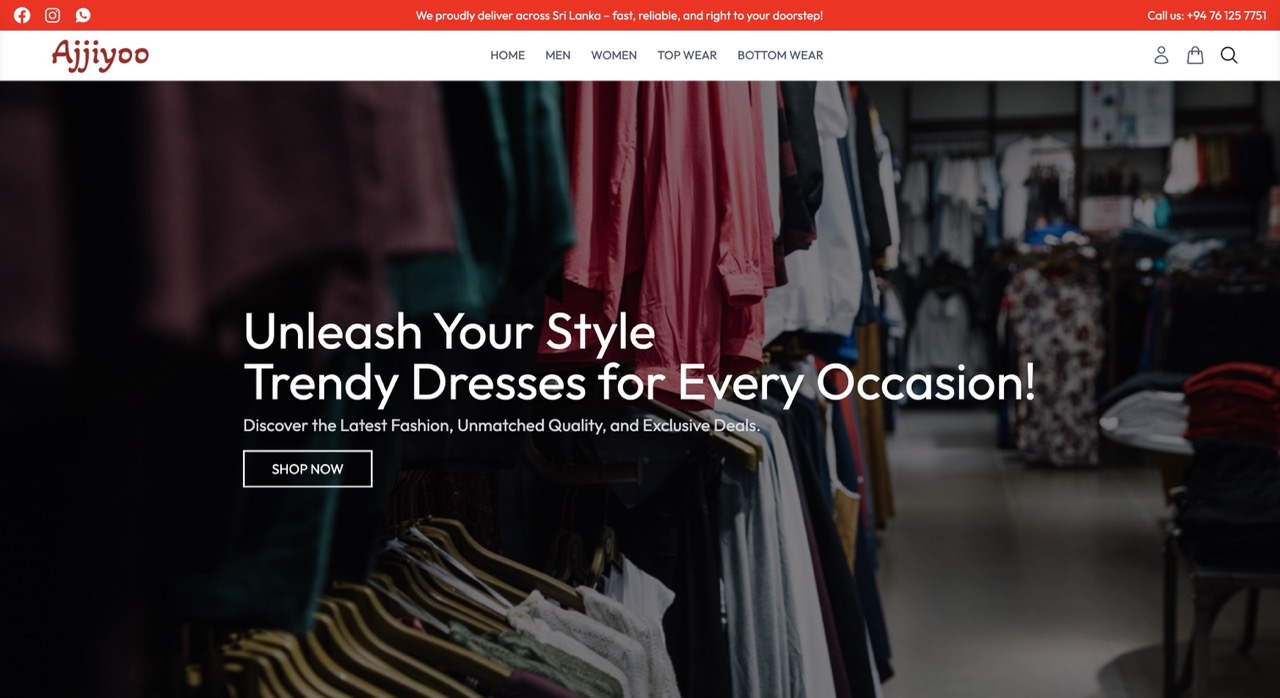 We proudly deliver across Sri Lanka – fast, reliable, and right to your doorstep!
Call us: +94 76 125 7751
Ajjiyoo
HOME
MEN
WOMEN
TOP WEAR
BOTTOM WEAR
Unleash Your Style
Trendy Dresses for Every Occasion!
Discover the Latest Fashion, Unmatched Quality, and Exclusive Deals.
SHOP NOW